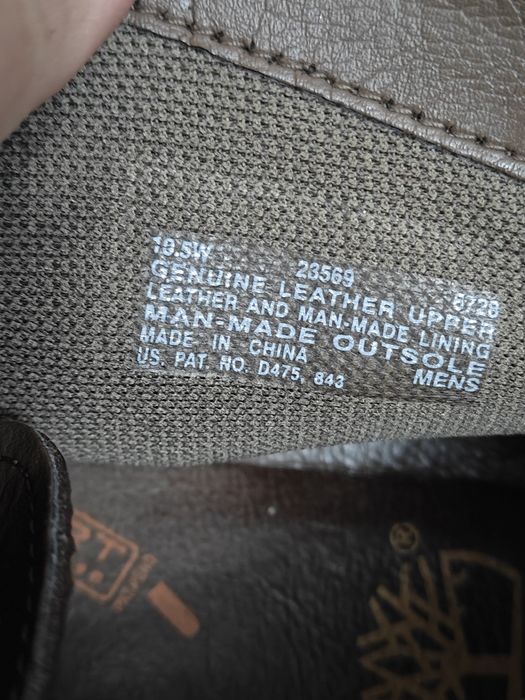 10.5W 23569 6728
GENUINE LEATHER UPPER
LEATHER AND MAN-MADE LINING
MAN-MADE OUTSOLE
MADE IN CHINA MENS
US. PAT. NO. D475, 843
®